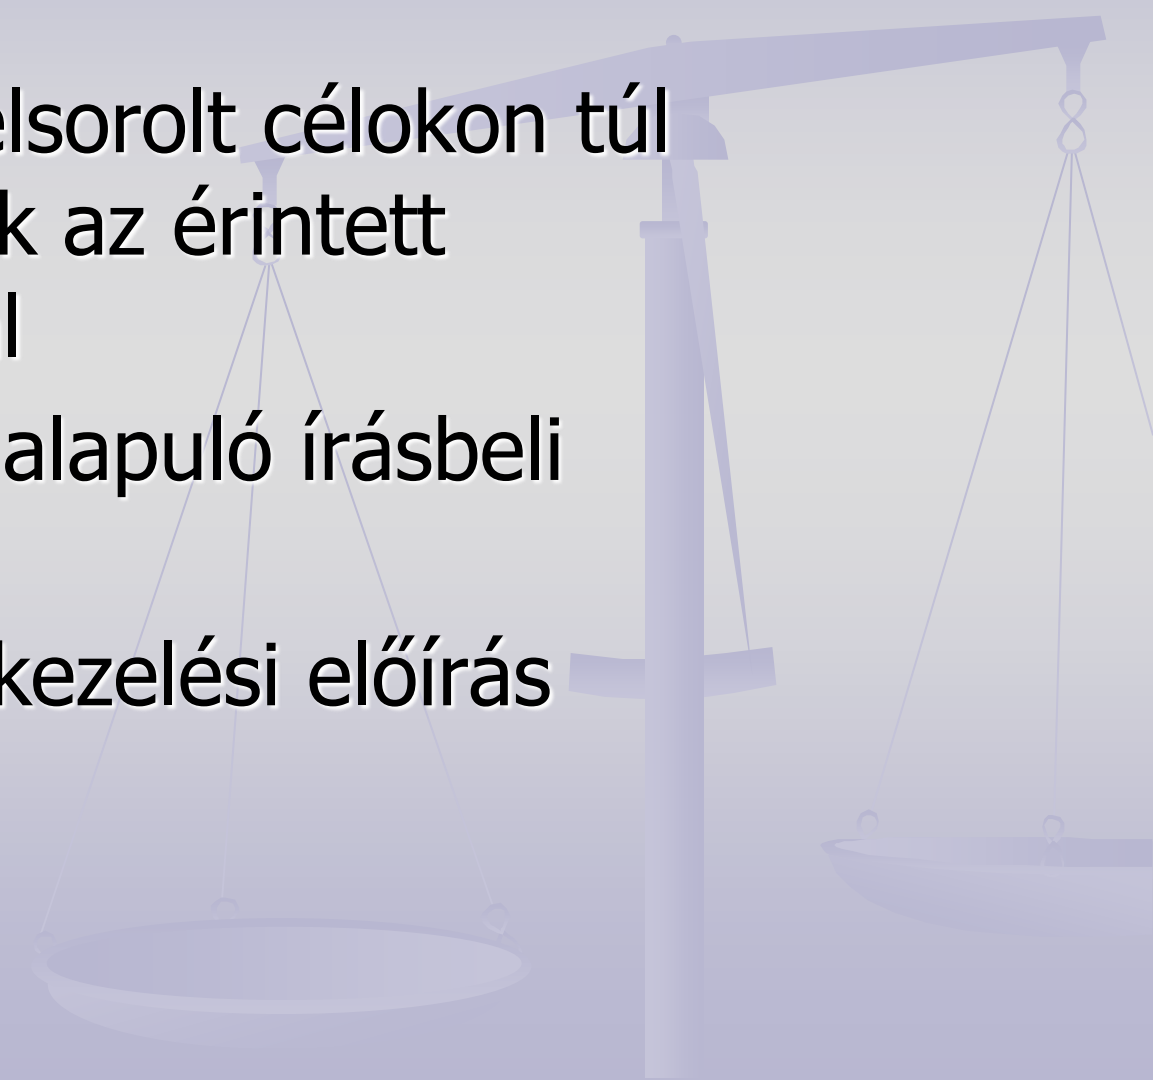 elsorolt célokon túl
k az érintett
l
alapuló írásbeli
kezelési előírás